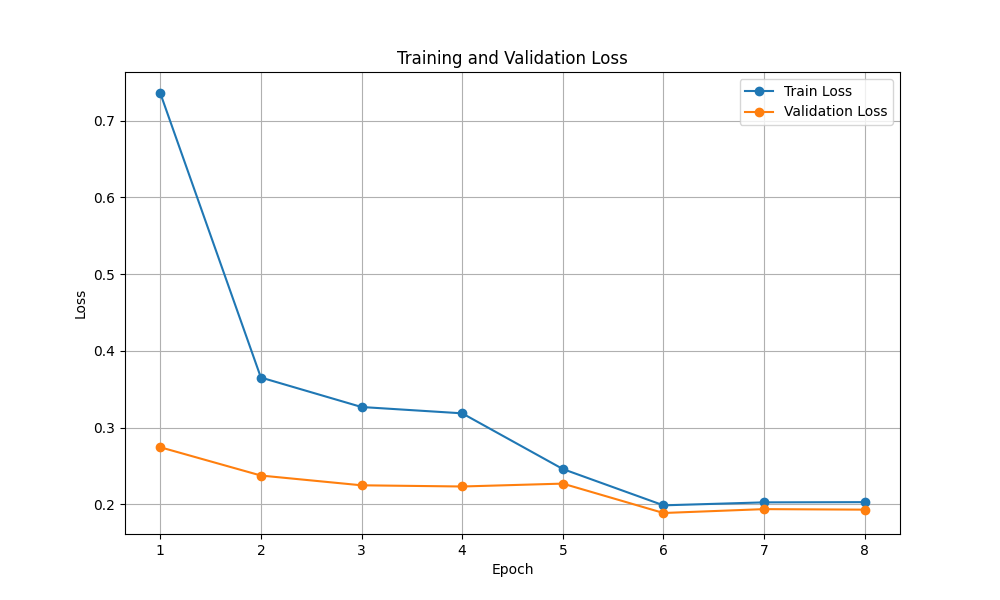 Training and Validation Loss
Train Loss
Validation Loss
0.7
0.6
0.5
0.4
0.3
0.2
Loss
1 2 3 4 5 6 7 8
Epoch